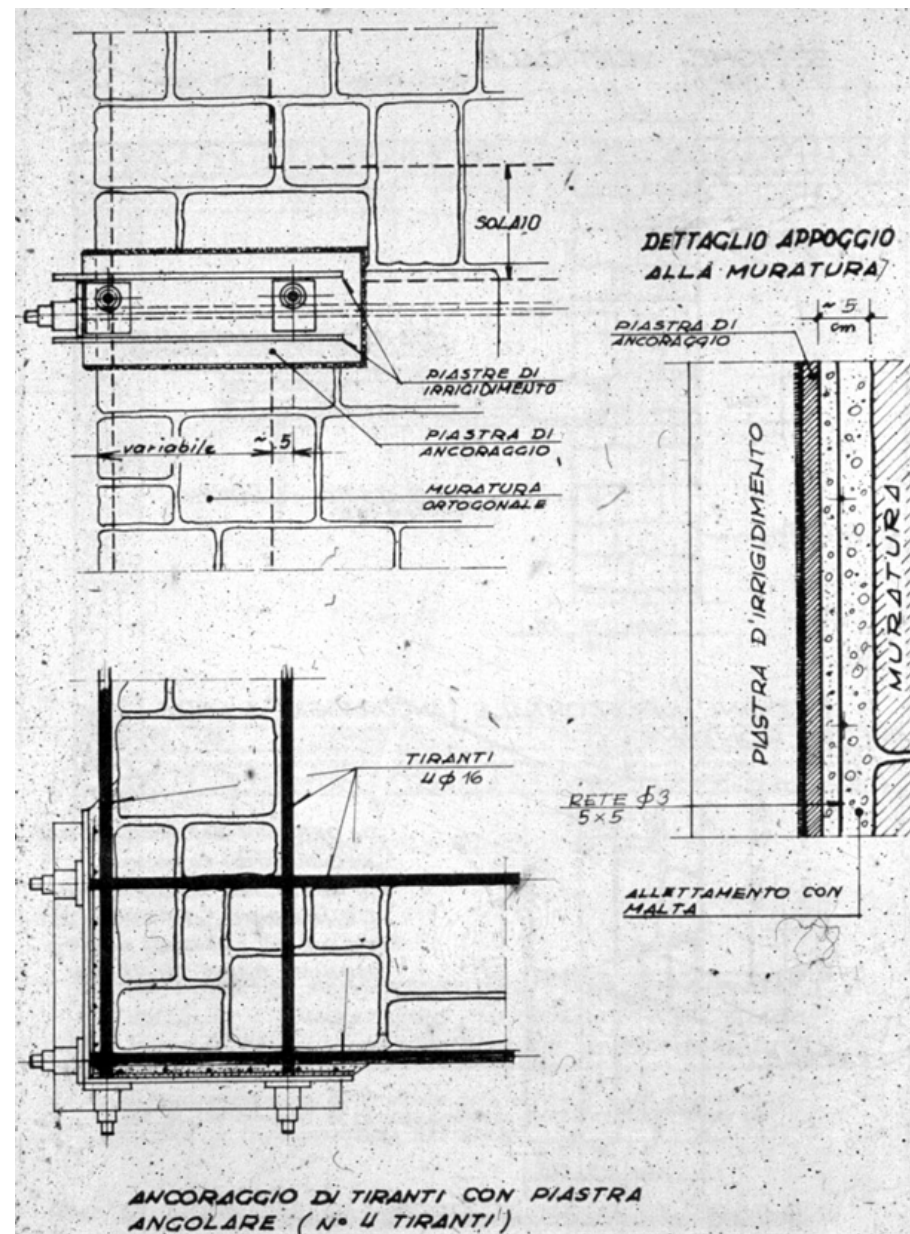 SOLAIO
PIASTRE DI
IRRIGIDIMENTO
PIASTRA DI
ANCORAGGIO
variabile
~ 5
MURATURA
ORTOGONALE
DETTAGLIO APPOGGIO
ALLA MURATURA
~ 5
cm
PIASTRA DI
ANCORAGGIO
PIASTRA D'IRRIGIDIMENTO
MURATURA
RETE ϕ3
5×5
ALLETTAMENTO CON
MALTA
TIRANTI
4 ϕ 16
ANCORAGGIO DI TIRANTI CON PIASTRA
ANGOLARE (N° 4 TIRANTI)